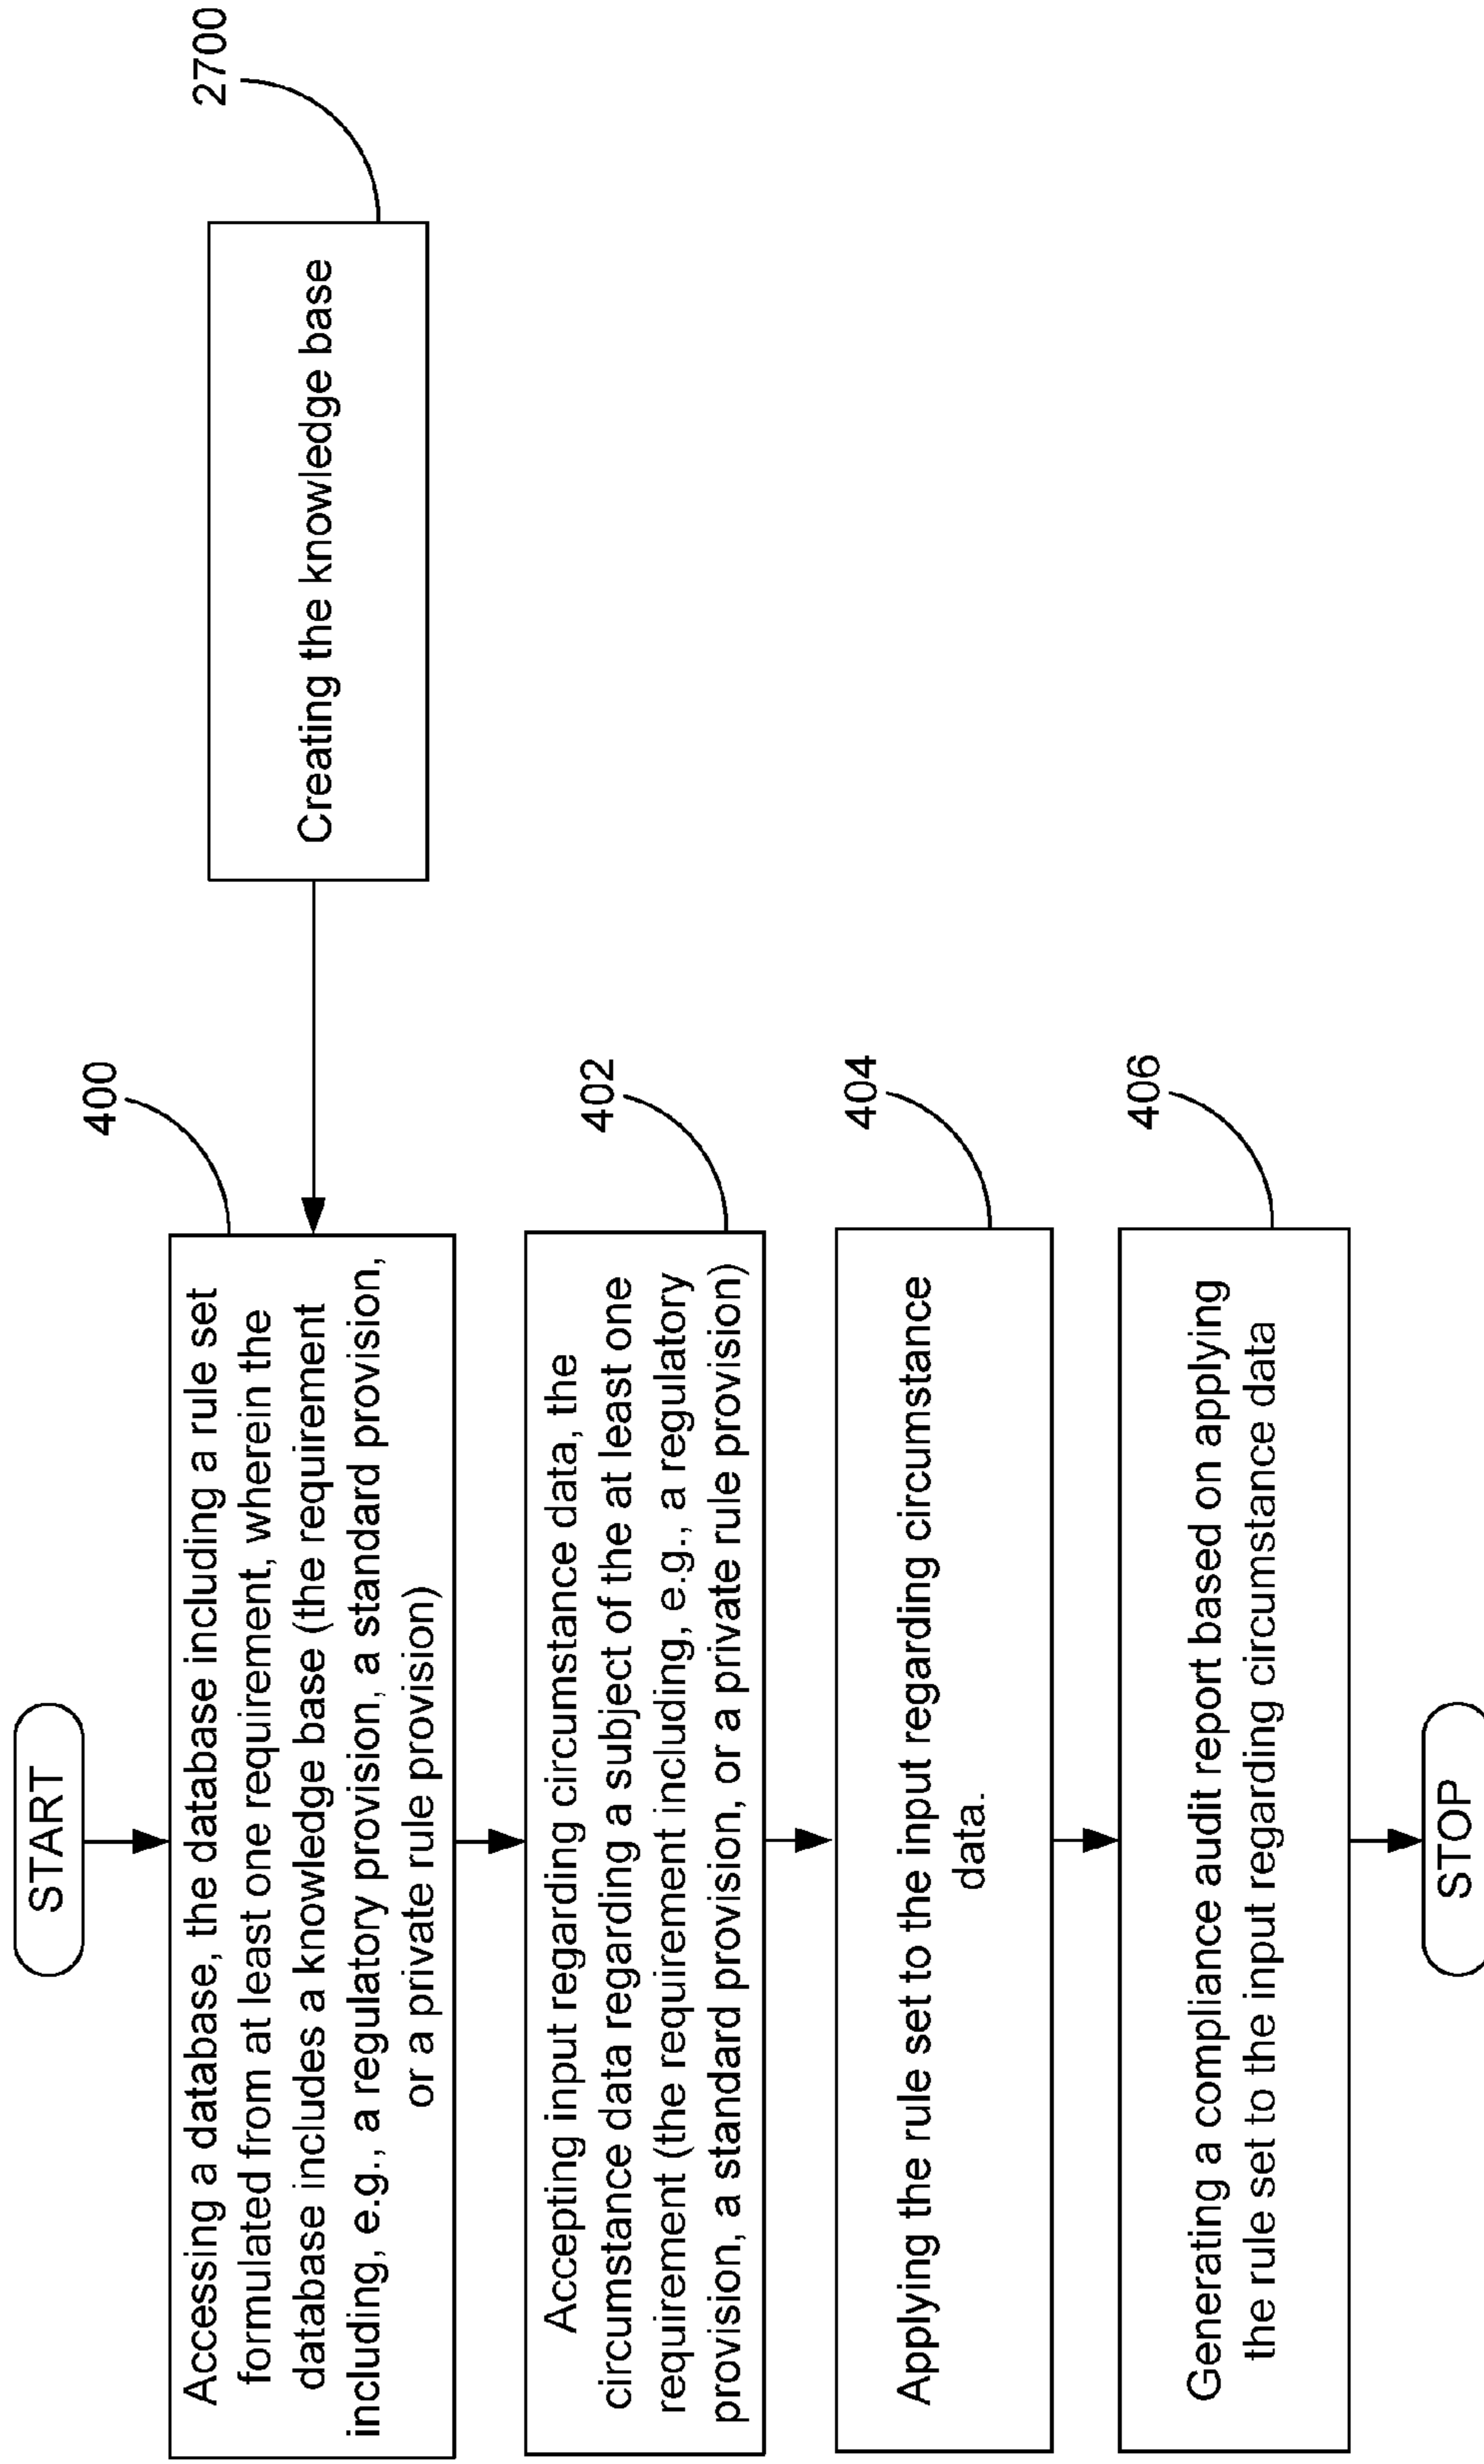 START
400
Accessing a database, the database including a rule set
formulated from at least one requirement, wherein the
database includes a knowledge base (the requirement
including, e.g., a regulatory provision, a standard provision,
or a private rule provision)
2700
Creating the knowledge base
402
Accepting input regarding circumstance data, the
circumstance data regarding a subject of the at least one
requirement (the requirement including, e.g., a regulatory
provision, a standard provision, or a private rule provision)
404
Applying the rule set to the input regarding circumstance
data.
406
Generating a compliance audit report based on applying
the rule set to the input regarding circumstance data
STOP